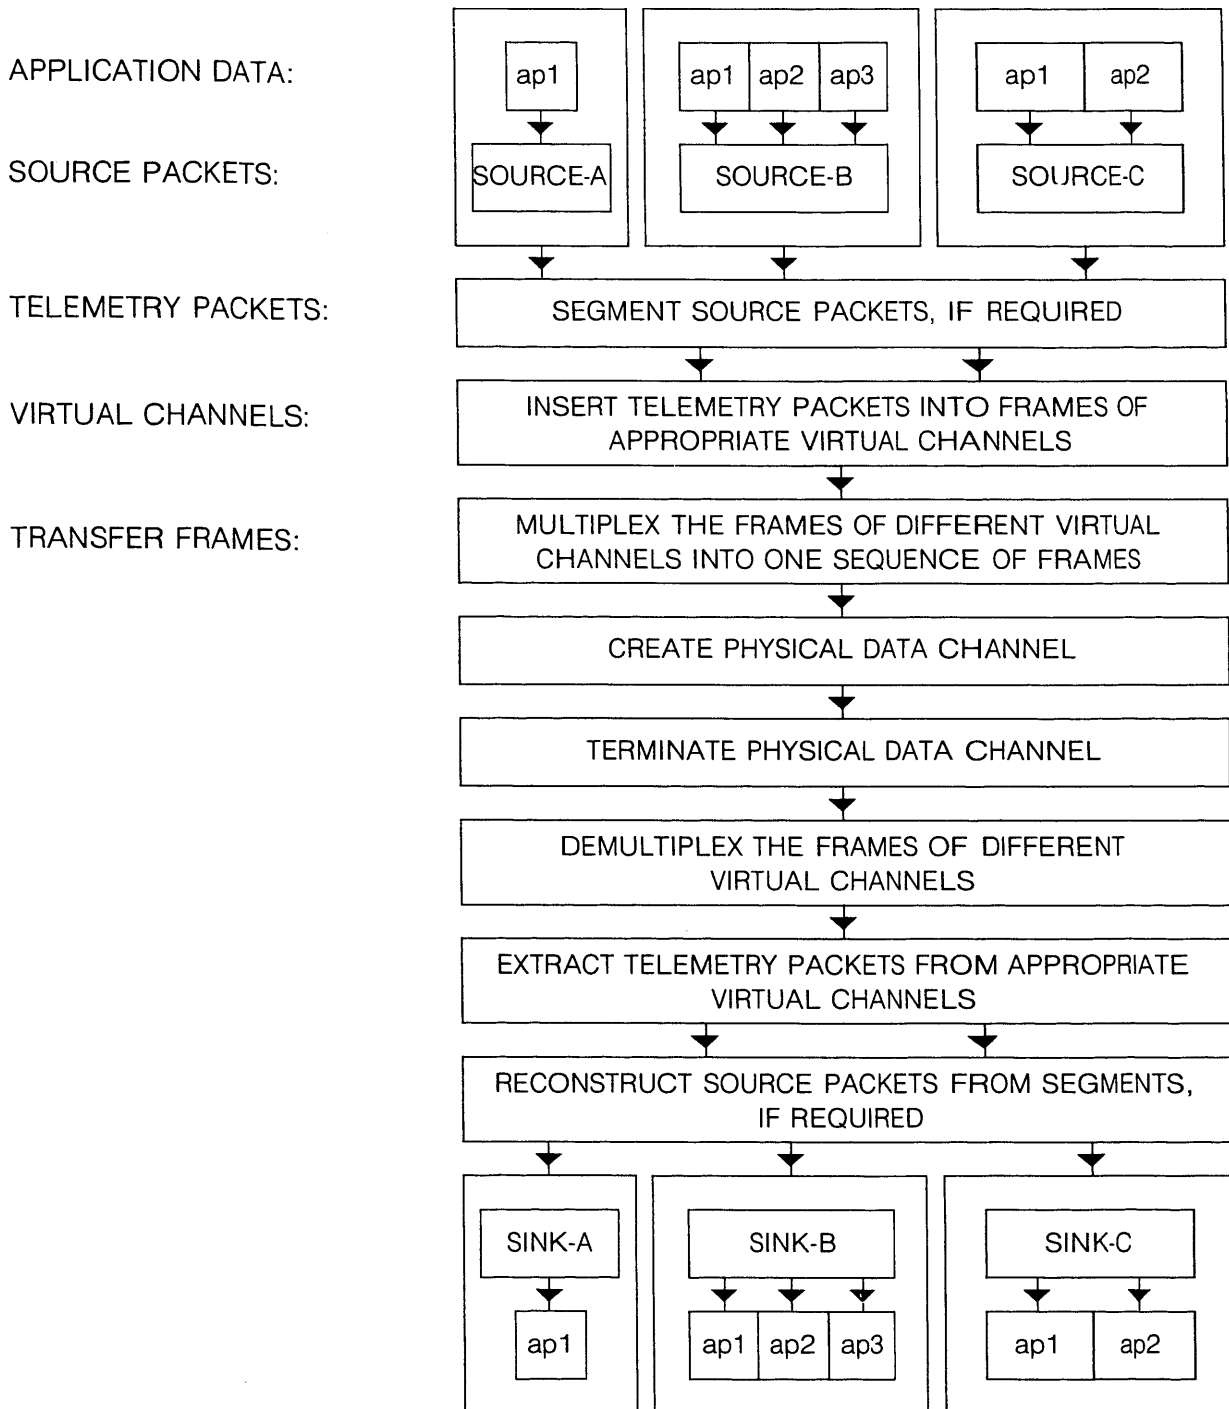 APPLICATION DATA:
ap1
ap1 ap2 ap3
ap1 ap2
SOURCE PACKETS:
SOURCE-A
SOURCE-B
SOURCE-C
TELEMETRY PACKETS:
SEGMENT SOURCE PACKETS, IF REQUIRED
VIRTUAL CHANNELS:
INSERT TELEMETRY PACKETS INTO FRAMES OF
APPROPRIATE VIRTUAL CHANNELS
TRANSFER FRAMES:
MULTIPLEX THE FRAMES OF DIFFERENT VIRTUAL
CHANNELS INTO ONE SEQUENCE OF FRAMES
CREATE PHYSICAL DATA CHANNEL
TERMINATE PHYSICAL DATA CHANNEL
DEMULTIPLEX THE FRAMES OF DIFFERENT
VIRTUAL CHANNELS
EXTRACT TELEMETRY PACKETS FROM APPROPRIATE
VIRTUAL CHANNELS
RECONSTRUCT SOURCE PACKETS FROM SEGMENTS,
IF REQUIRED
SINK-A
SINK-B
SINK-C
ap1
ap1 ap2 ap3
ap1 ap2